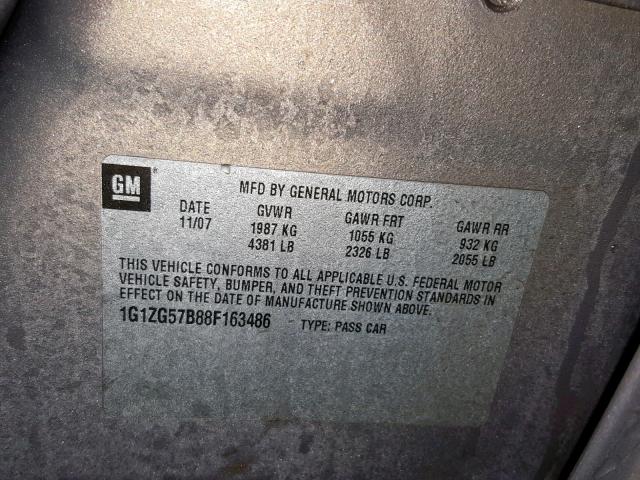 GM®
MFD BY GENERAL MOTORS CORP.
DATE GVWR GAWR FRT GAWR RR
11/07 1987 KG 1055 KG 932 KG
4381 LB 2326 LB 2055 LB
THIS VEHICLE CONFORMS TO ALL APPLICABLE U.S. FEDERAL MOTOR
VEHICLE SAFETY, BUMPER, AND THEFT PREVENTION STANDARDS IN
EFFECT ON THE DATE OF MANUFACTURE SHOWN ABOVE.
1G1ZG57B88F163486 TYPE: PASS CAR